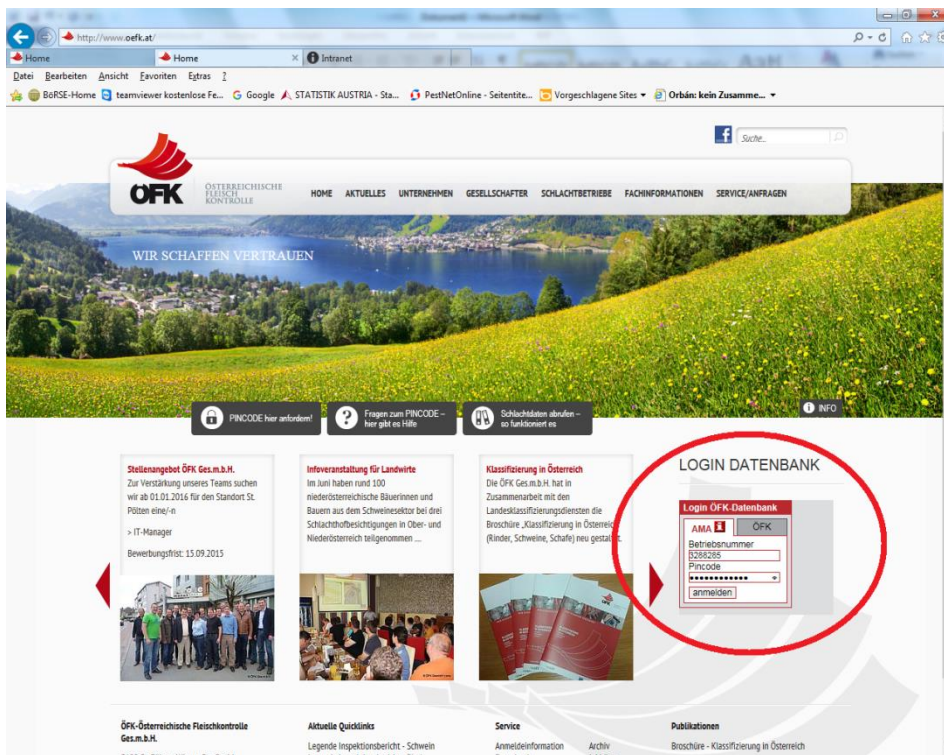 http://www.oefk.at/
Home
Home
Intranet
Datei Bearbeiten Ansicht Favoriten Extras ?
BöRSE-Home teamviewer kostenlose Fe... Google STATISTIK AUSTRIA - Sta... PestNetOnline - Seitentite... Vorgeschlagene Sites Orbán: kein Zusamme...
Suche...
ÖFK
ÖSTERREICHISCHE
FLEISCH
KONTROLLE
HOME AKTUELLES UNTERNEHMEN GESELLSCHAFTER SCHLACHTBETRIEBE FACHINFORMATIONEN SERVICE/ANFRAGEN
WIR SCHAFFEN VERTRAUEN
INFO
PINCODE hier anfordern!
Fragen zum PINCODE –
hier gibt es Hilfe
Schlachtdaten abrufen –
so funktioniert es
Stellenangebot ÖFK Ges.m.b.H.
Zur Verstärkung unseres Teams suchen
wir ab 01.01.2016 für den Standort St.
Pölten eine/-n
> IT-Manager
Bewerbungsfrist: 15.09.2015
Infoveranstaltung für Landwirte
Im Juni haben rund 100
niederösterreichische Bäuerinnen und
Bauern aus dem Schweinesektor bei drei
Schlachthofbesichtigungen in Ober- und
Niederösterreich teilgenommen ....
Klassifizierung in Österreich
Die ÖFK Ges.m.b.H. hat in
Zusammenarbeit mit den
Landesklassifizierungsdiensten die
Broschüre „Klassifizierung in Österreich
(Rinder, Schweine, Schafe) neu gestaltet.
LOGIN DATENBANK
Login ÖFK-Datenbank
AMA ÖFK
Betriebsnummer
3288285
Pincode
anmelden
ÖFK-Österreichische Fleischkontrolle
Ges.m.b.H.
Aktuelle Quicklinks
Legende Inspektionsbericht - Schwein
Service
Anmeldeinformation Archiv
Publikationen
Broschüre - Klassifizierung in Österreich